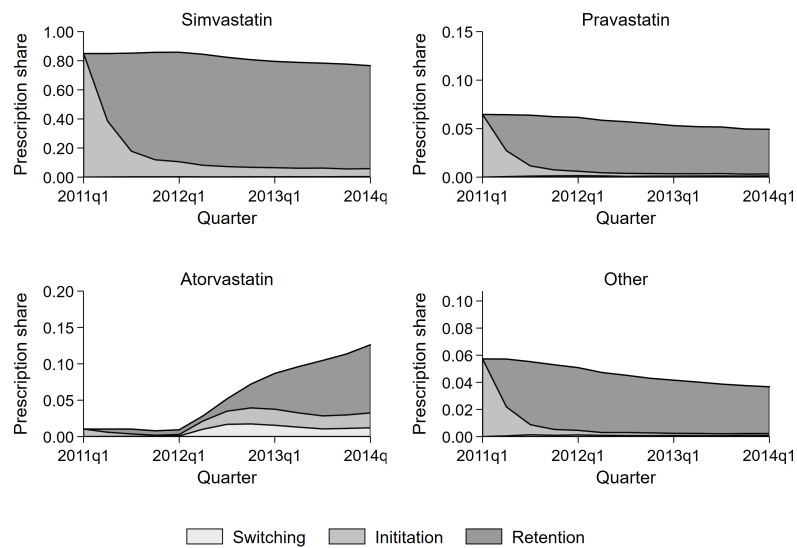 Simvastatin
Prescription share
1.00
0.80
0.60
0.40
0.20
0.00
2011q1 2012q1 2013q1 2014q
Quarter
Pravastatin
Prescription share
0.15
0.10
0.05
0.00
2011q1 2012q1 2013q1 2014q1
Quarter
Atorvastatin
Prescription share
0.20
0.15
0.10
0.05
0.00
2011q1 2012q1 2013q1 2014q
Quarter
Other
Prescription share
0.10
0.08
0.06
0.04
0.02
0.00
2011q1 2012q1 2013q1 2014q1
Quarter
Switching Inititation Retention